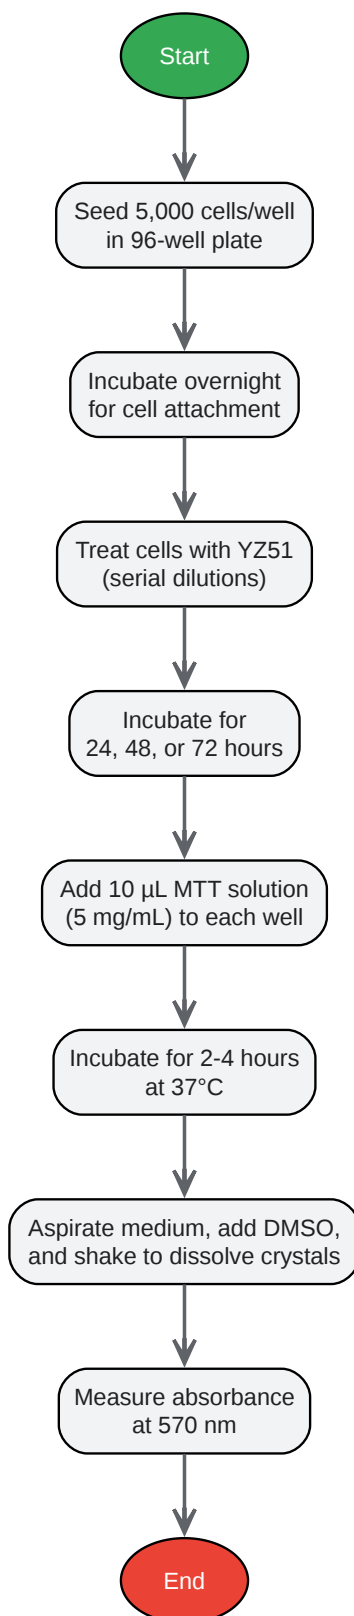 Start
Seed 5,000 cells/well
in 96-well plate
Incubate overnight
for cell attachment
Treat cells with YZ51
(serial dilutions)
Incubate for
24, 48, or 72 hours
Add 10 µL MTT solution
(5 mg/mL) to each well
Incubate for 2-4 hours
at 37°C
Aspirate medium, add DMSO,
and shake to dissolve crystals
Measure absorbance
at 570 nm
End